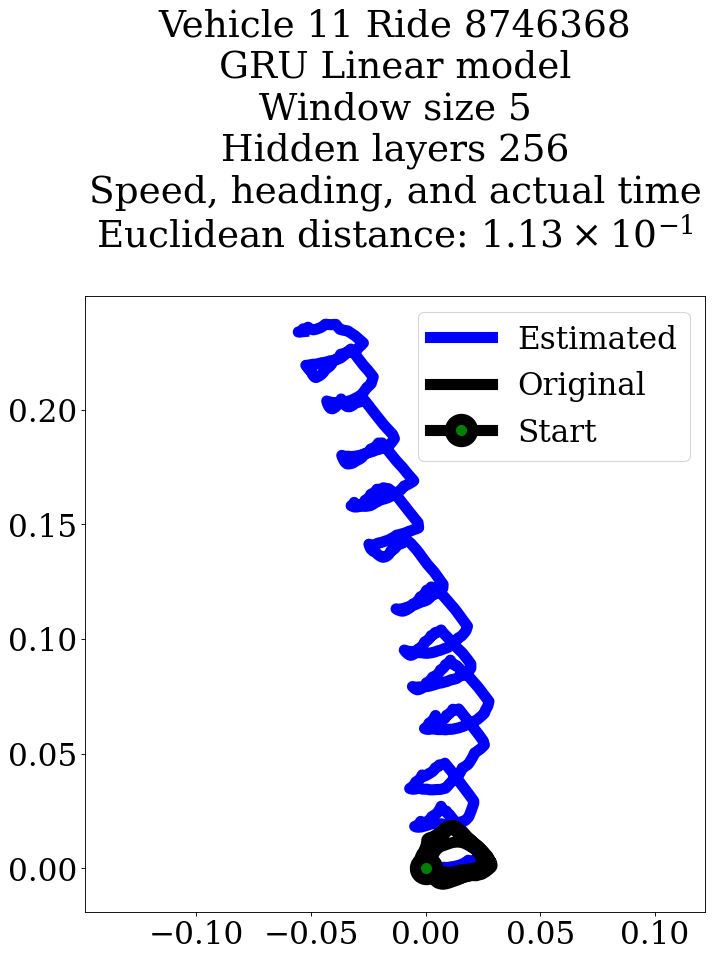 Vehicle 11 Ride 8746368
GRU Linear model
Window size 5
Hidden layers 256
Speed, heading, and actual time
Euclidean distance: 1.13 × 10⁻¹
Estimated
Original
Start
0.20
0.15
0.10
0.05
0.00
−0.10 −0.05 0.00 0.05 0.10